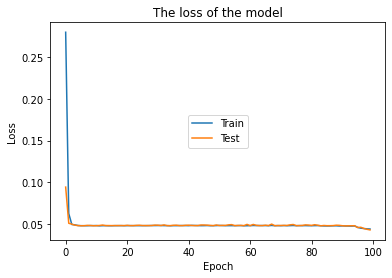 The loss of the model
0.25
0.20
0.15
0.10
0.05
Loss
Train
Test
0 20 40 60 80 100
Epoch